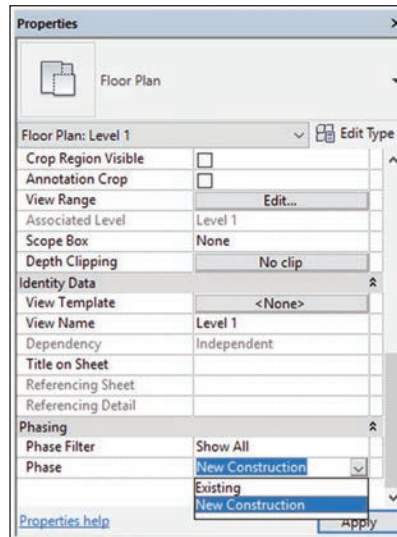 Properties
Floor Plan
Floor Plan: Level 1 Edit Type
Crop Region Visible
Annotation Crop
View Range Edit...
Associated Level Level 1
Scope Box None
Depth Clipping No clip
Identity Data
View Template <None>
View Name Level 1
Dependency Independent
Title on Sheet
Referencing Sheet
Referencing Detail
Phasing
Phase Filter Show All
Phase New Construction
Existing
New Construction
Properties help Apply